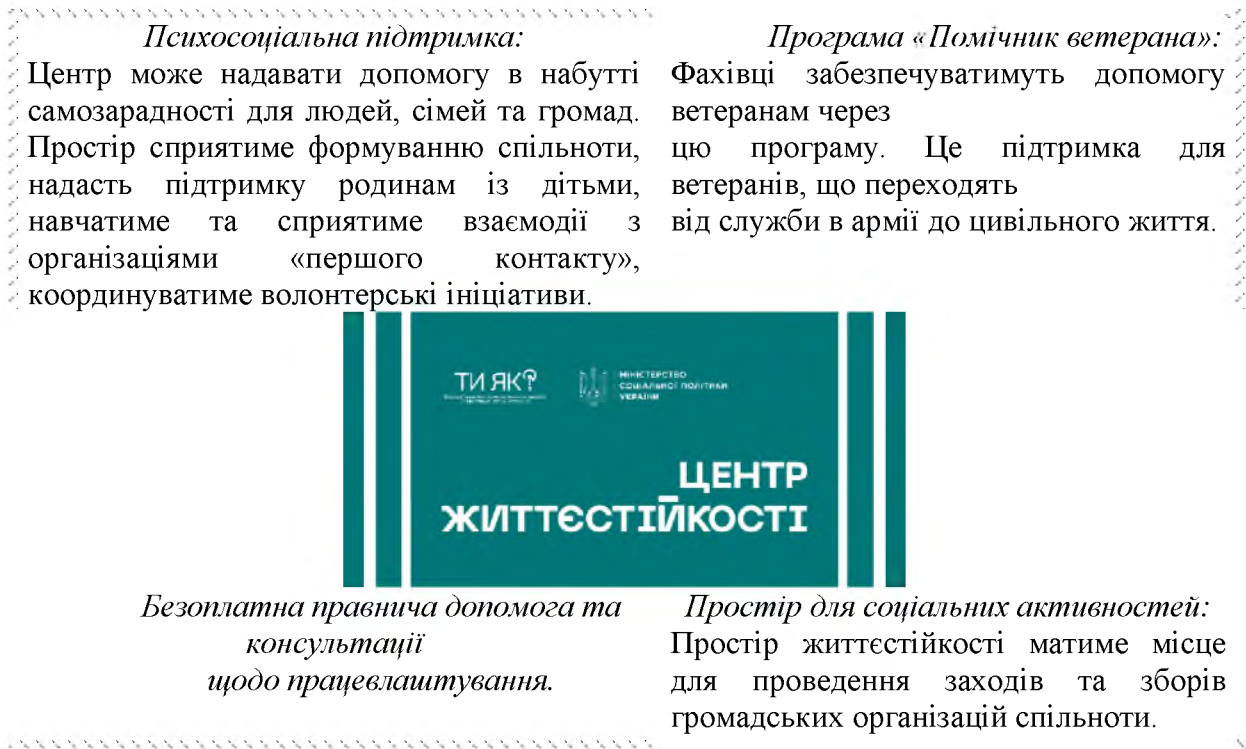 Психосоціальна підтримка:
Центр може надавати допомогу в набутті
самозарадності для людей, сімей та громад.
Простір сприятиме формуванню спільноти,
надасть підтримку родинам із дітьми,
навчатиме та сприятиме взаємодії з
організаціями «першого контакту»,
координуватиме волонтерські ініціативи.
Програма «Помічник ветерана»:
Фахівці забезпечуватимуть допомогу
ветеранам через
цю програму. Це підтримка для
ветеранів, що переходять
від служби в армії до цивільного життя.
ТИ ЯК?
МІНІСТЕРСТВО
СОЦІАЛЬНОЇ ПОЛІТИКИ
УКРАЇНИ
ЦЕНТР
ЖИТТЄСТІЙКОСТІ
Безоплатна правнича допомога та
консультації
щодо працевлаштування.
Простір для соціальних активностей:
Простір життєстійкості матиме місце
для проведення заходів та зборів
громадських організацій спільноти.